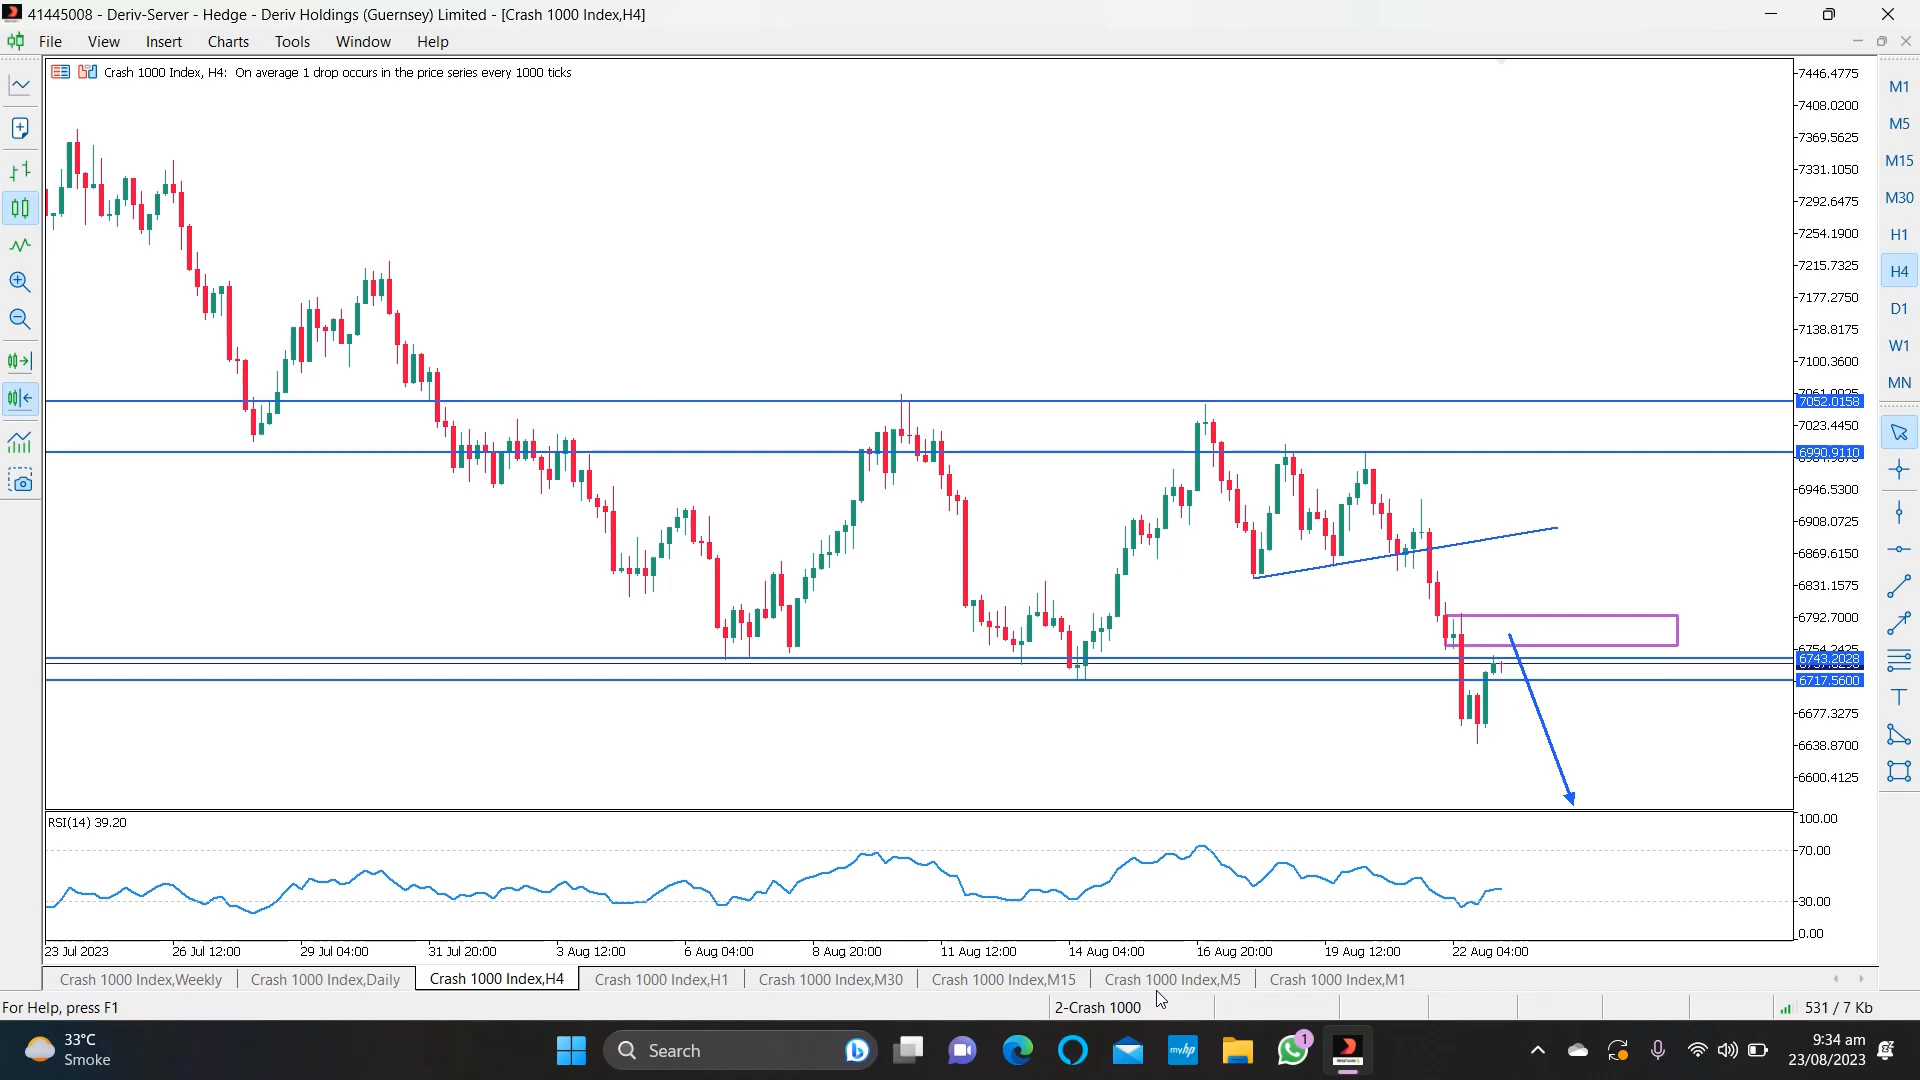 41445008 - Deriv-Server - Hedge - Deriv Holdings (Guernsey) Limited - [Crash 1000 Index,H4]
File View Insert Charts Tools Window Help
Crash 1000 Index, H4: On average 1 drop occurs in the price series every 1000 ticks
7446.4775
7408.0200
7369.5625
7331.1050
7292.6475
7254.1900
7215.7325
7177.2750
7138.8175
7100.3600
7052.0158
7023.4450
6990.9110
6946.5300
6908.0725
6869.6150
6831.1575
6792.7000
6743.2028
6717.5600
6677.3275
6638.8700
6600.4125
M1
M5
M15
M30
H1
H4
D1
W1
MN
T
RSI(14) 39.20
100.00
70.00
30.00
0.00
23 Jul 2023 26 Jul 12:00 29 Jul 04:00 31 Jul 20:00 3 Aug 12:00 6 Aug 04:00 8 Aug 20:00 11 Aug 12:00 14 Aug 04:00 16 Aug 20:00 19 Aug 12:00 22 Aug 04:00
Crash 1000 Index,Weekly Crash 1000 Index,Daily Crash 1000 Index,H4 Crash 1000 Index,H1 Crash 1000 Index,M30 Crash 1000 Index,M15 Crash 1000 Index,M5 Crash 1000 Index,M1
For Help, press F1 2-Crash 1000 531 / 7 Kb
33°C
Smoke
Search
myhp
1
9:34 am
23/08/2023